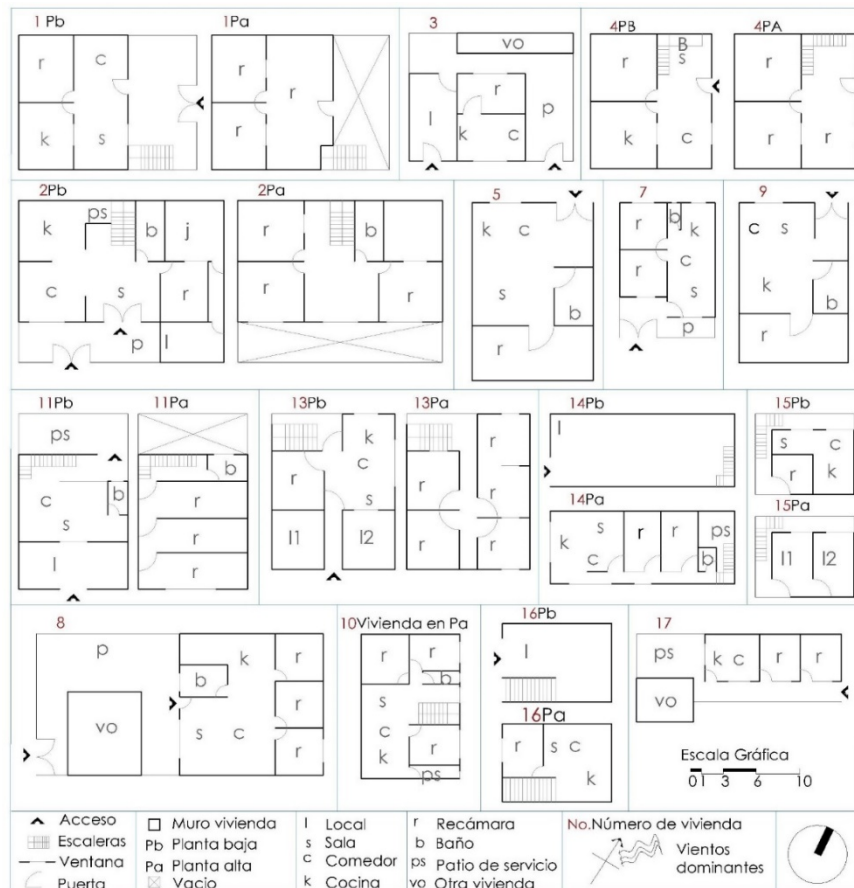 1 Pb
r
c
k
s
1Pa
r
r
r
3
vo
l
r
k
c
p
4PB
r
B
s
k
c
4PA
r
r
r
2Pb
k
ps
b
j
c
s
r
p
l
2Pa
r
b
r
r
5
k c
s
b
r
7
r
b
k
c
r
s
p
9
c s
k
b
r
11Pb
ps
c
b
s
l
11Pa
b
r
r
r
13Pb
k
r
c
s
l1
l2
13Pa
r
r
r
r
r
14Pb
l
14Pa
k
s
c
r
r
ps
b
15Pb
s
c
r
k
15Pa
l1
l2
8
p
vo
b
k
r
s
c
r
r
10Vivienda en Pa
r
r
b
s
c
k
r
ps
16Pb
l
16Pa
r
s c
k
17
ps
k c
r
r
vo
Escala Gráfica
0 1 3 6 10
Acceso
Escaleras
Ventana
Puerta
Muro vivienda
Pb Planta baja
Pa Planta alta
Vacio
l Local
s Sala
c Comedor
k Cocina
r Recámara
b Baño
ps Patio de servicio
vo Otra vivienda
No.Número de vivienda
Vientos
dominantes